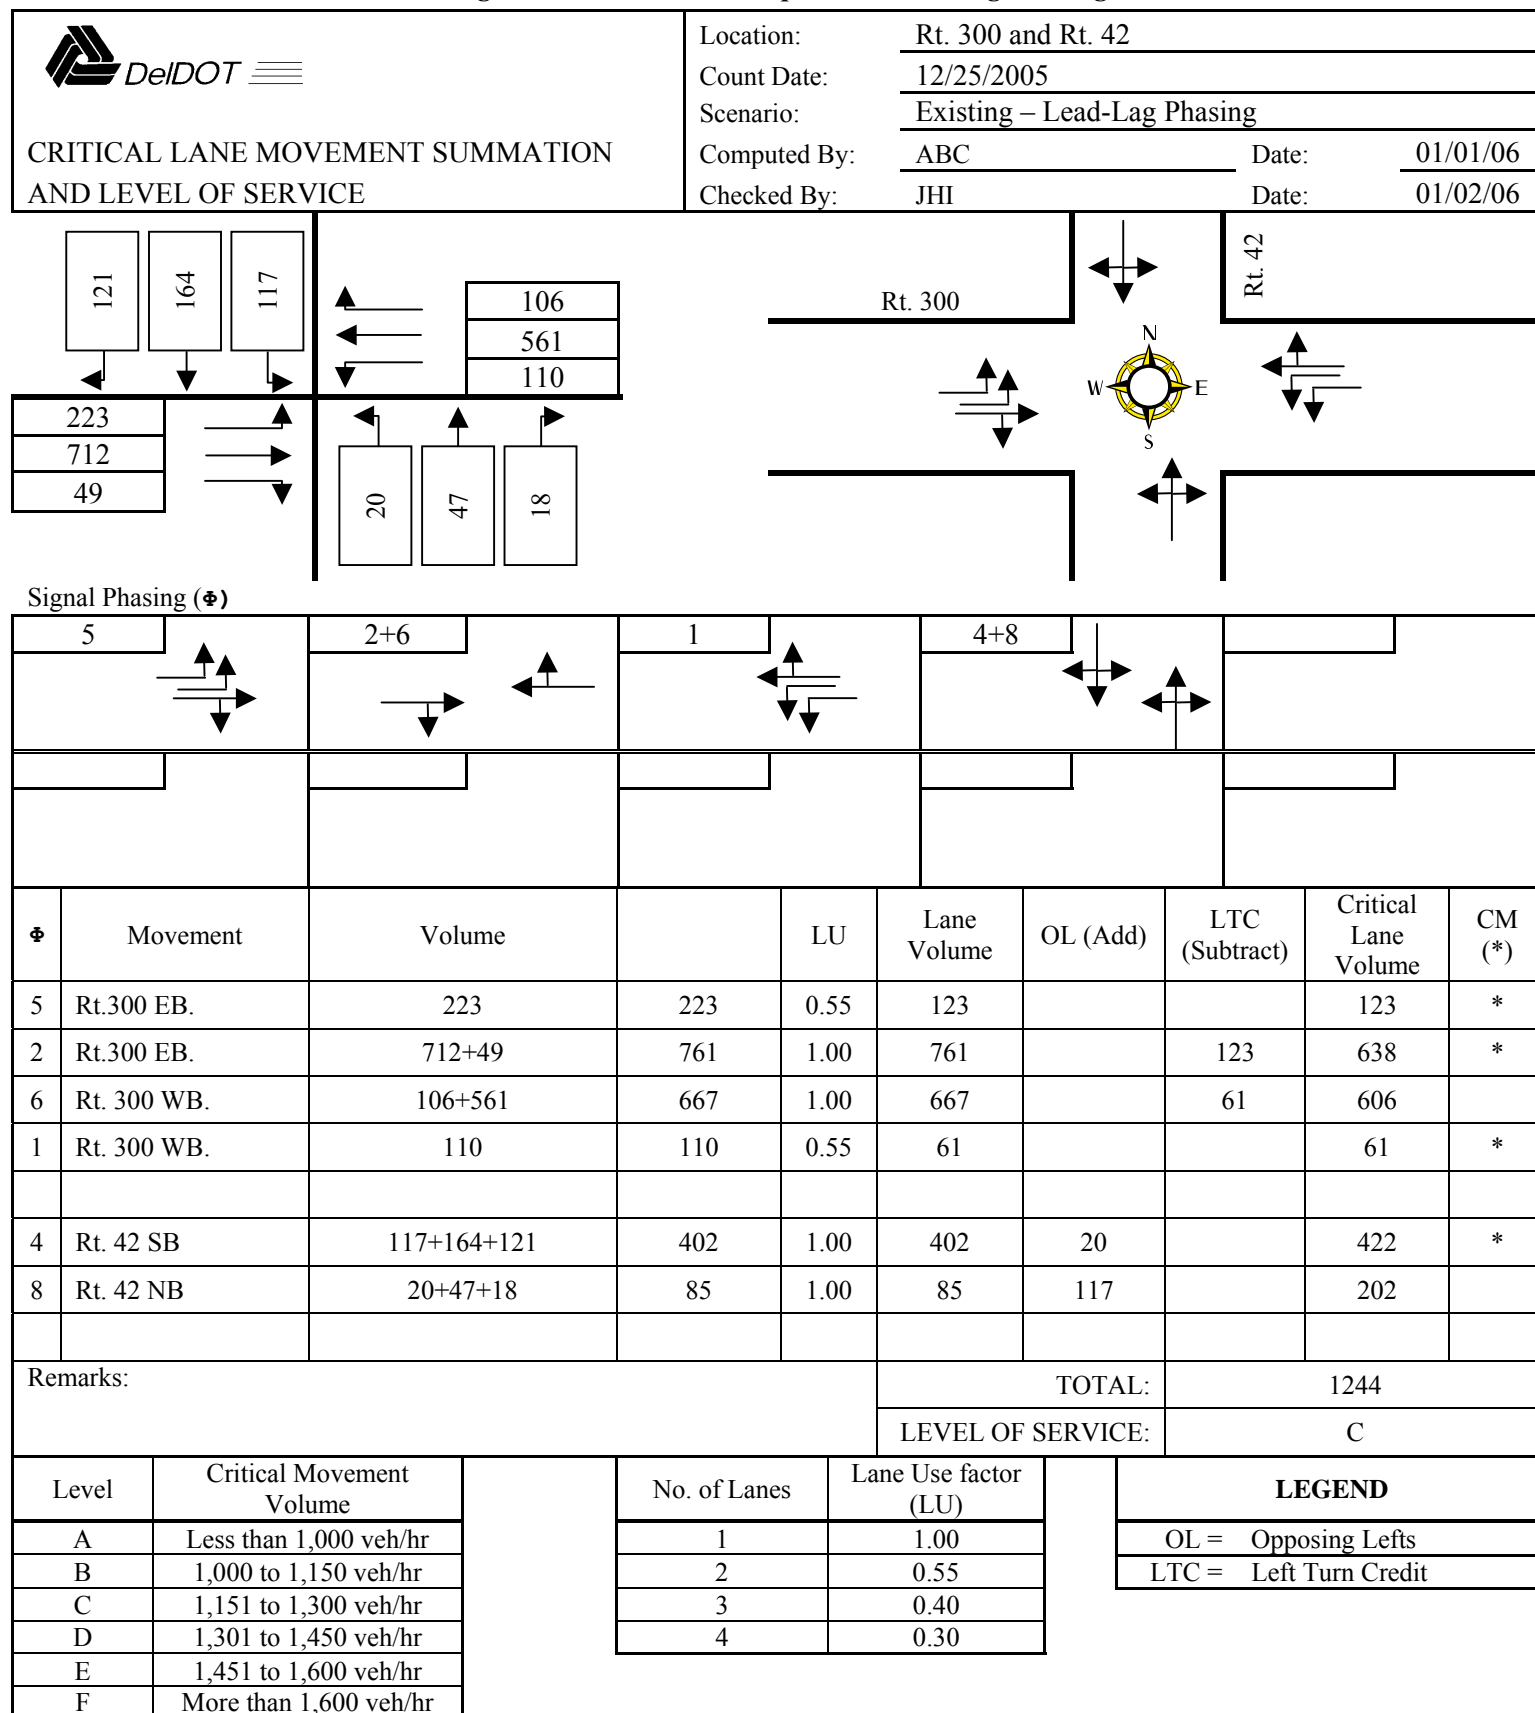 DelDOT
CRITICAL LANE MOVEMENT SUMMATION
AND LEVEL OF SERVICE
Location: Rt. 300 and Rt. 42
Count Date: 12/25/2005
Scenario: Existing – Lead-Lag Phasing
Computed By: ABC Date: 01/01/06
Checked By: JHI Date: 01/02/06
121 164 117
106
561
110
223
712
49
20 47 18
Rt. 300
Rt. 42
N
W E
S
Signal Phasing (Φ)
5 2+6 1 4+8
Φ Movement Volume LU Lane Volume OL (Add) LTC (Subtract) Critical Lane Volume CM (*)
5 Rt.300 EB. 223 223 0.55 123 123 *
2 Rt.300 EB. 712+49 761 1.00 761 123 638 *
6 Rt. 300 WB. 106+561 667 1.00 667 61 606
1 Rt. 300 WB. 110 110 0.55 61 61 *
4 Rt. 42 SB 117+164+121 402 1.00 402 20 422 *
8 Rt. 42 NB 20+47+18 85 1.00 85 117 202
Remarks:
TOTAL: 1244
LEVEL OF SERVICE: C
Level Critical Movement Volume
A Less than 1,000 veh/hr
B 1,000 to 1,150 veh/hr
C 1,151 to 1,300 veh/hr
D 1,301 to 1,450 veh/hr
E 1,451 to 1,600 veh/hr
F More than 1,600 veh/hr
No. of Lanes Lane Use factor (LU)
1 1.00
2 0.55
3 0.40
4 0.30
LEGEND
OL = Opposing Lefts
LTC = Left Turn Credit